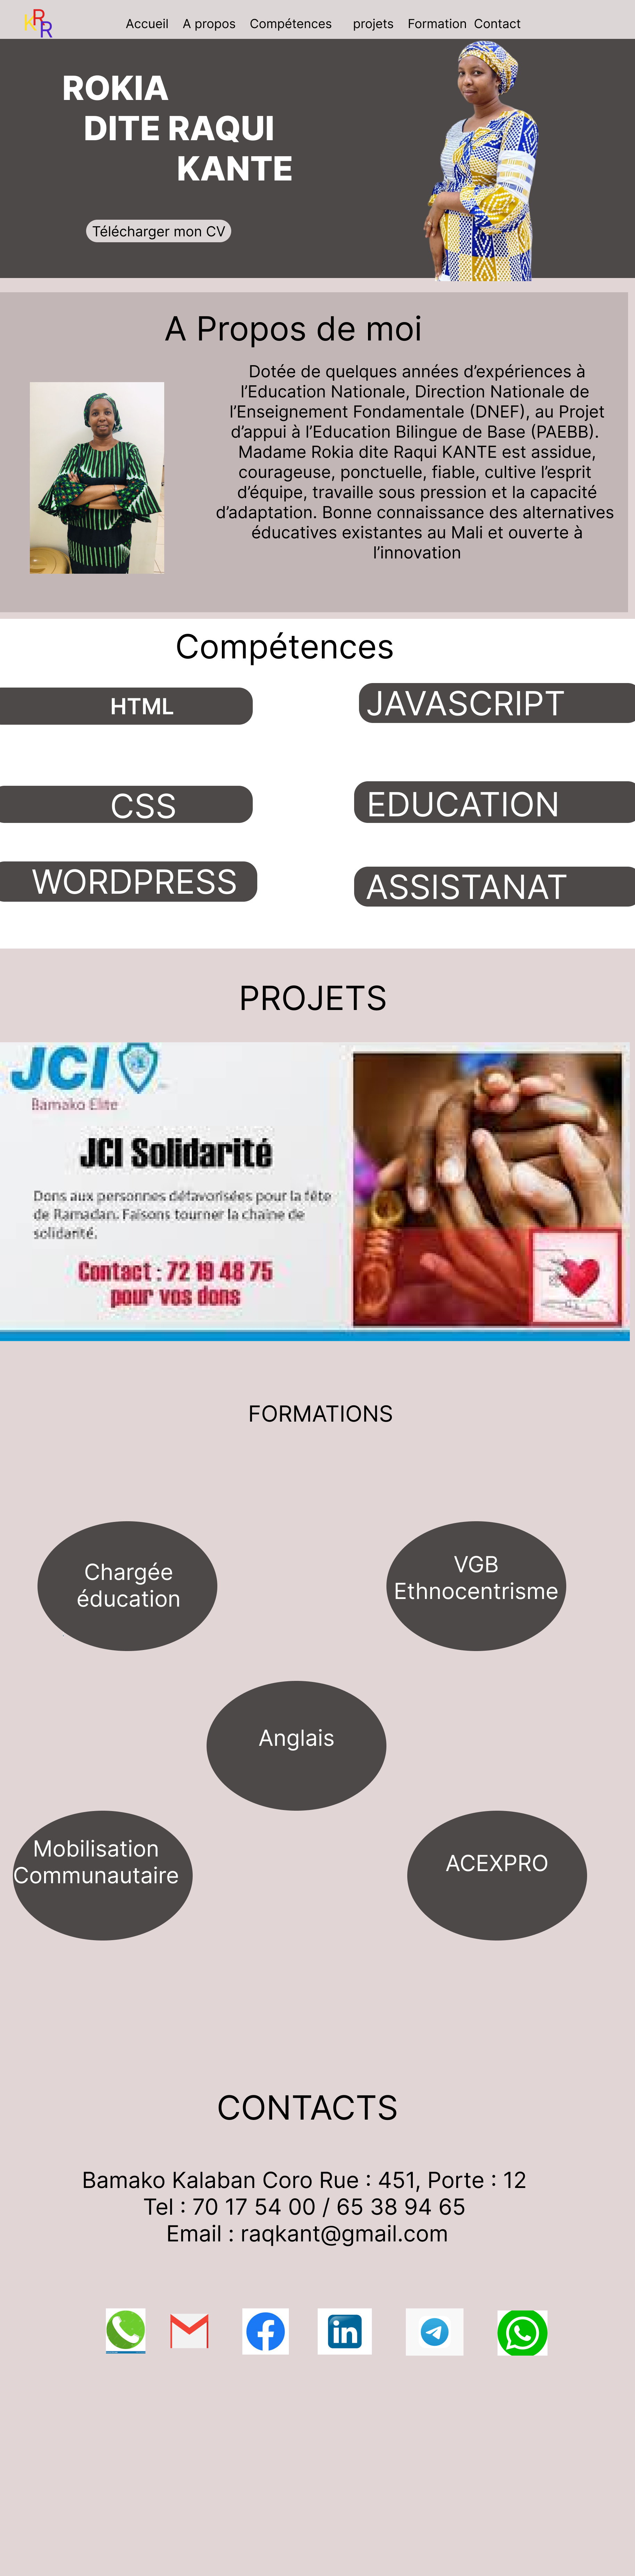 K
R
R
Accueil A propos Compétences projets Formation Contact
ROKIA
DITE RAQUI
KANTE
Télécharger mon CV
A Propos de moi
Dotée de quelques années d’expériences à
l’Education Nationale, Direction Nationale de
l’Enseignement Fondamentale (DNEF), au Projet
d’appui à l’Education Bilingue de Base (PAEBB).
Madame Rokia dite Raqui KANTE est assidue,
courageuse, ponctuelle, fiable, cultive l’esprit
d’équipe, travaille sous pression et la capacité
d’adaptation. Bonne connaissance des alternatives
éducatives existantes au Mali et ouverte à
l’innovation
Compétences
HTML
JAVASCRIPT
CSS
EDUCATION
WORDPRESS
ASSISTANAT
PROJETS
JCI
Bamako Elite
JCI Solidarité
Dons aux personnes défavorisées pour la fête
de Ramadan. Faisons tourner la chaine de
solidarité.
Contact : 72 19 48 75
pour vos dons
FORMATIONS
Chargée
éducation
VGB
Ethnocentrisme
Anglais
Mobilisation
Communautaire
ACEXPRO
CONTACTS
Bamako Kalaban Coro Rue : 451, Porte : 12
Tel : 70 17 54 00 / 65 38 94 65
Email : raqkant@gmail.com
in